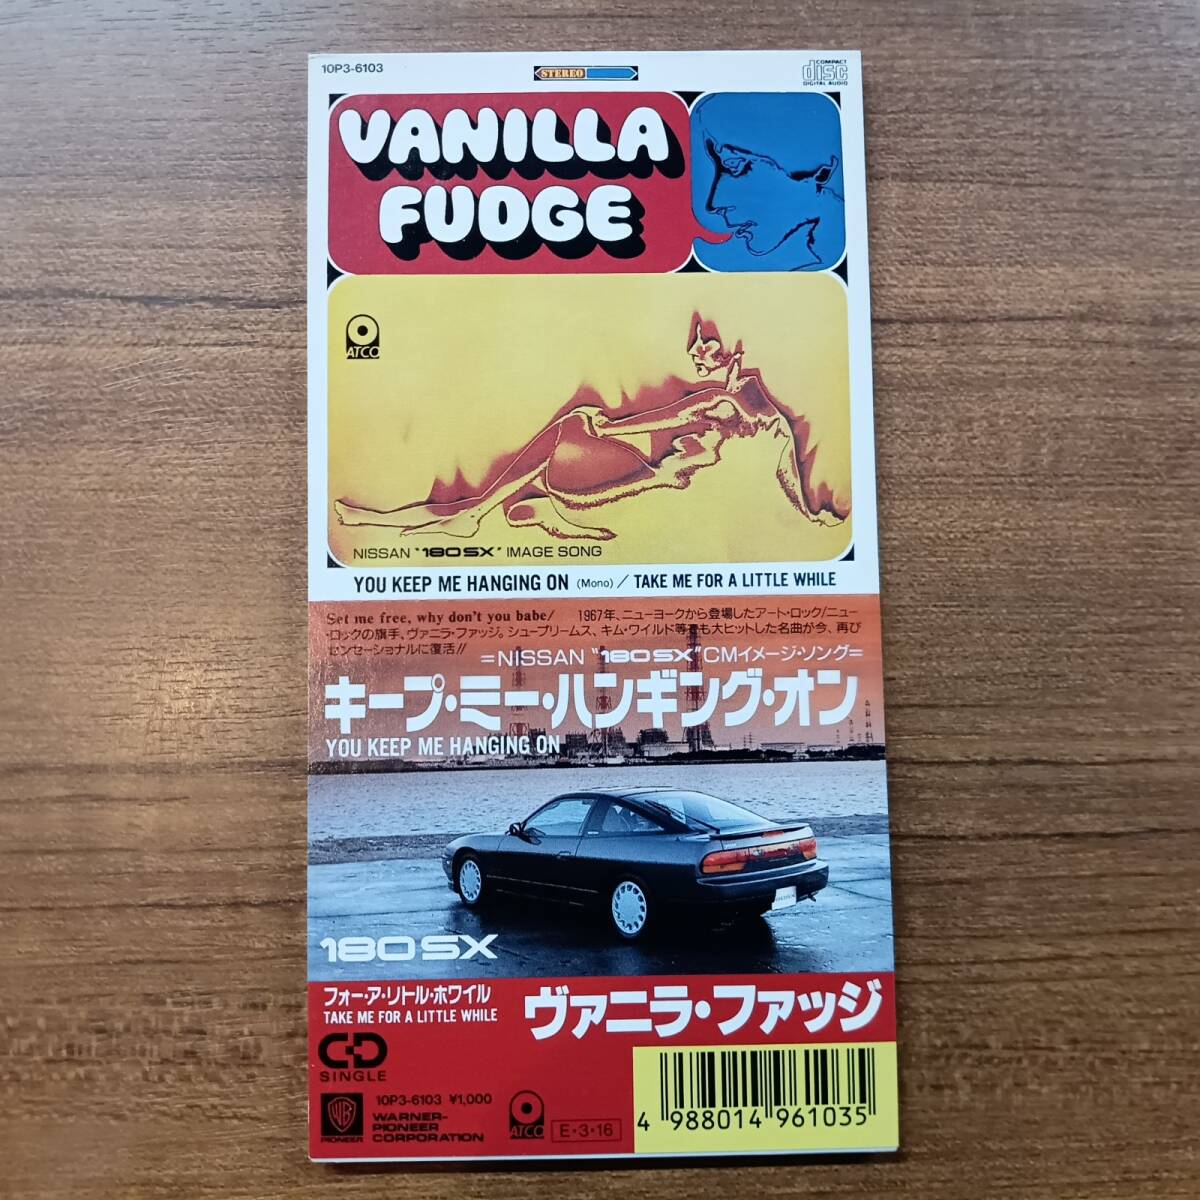 10P3-6103
STEREO
COMPACT
disc
DIGITAL AUDIO
VANILLA
FUDGE
ATCO
NISSAN "180SX" IMAGE SONG
YOU KEEP ME HANGING ON (Mono) / TAKE ME FOR A LITTLE WHILE
Set me free, why don't you babe/ 1967年、ニューヨークから登場したアート・ロック/ニュー
・ロックの旗手、ヴァニラ・ファッジ。シュープリームス、キム・ワイルド等でも大ヒットした名曲が今、再び
センセーショナルに復活!!
=NISSAN "180SX" CMイメージ・ソング=
キープ・ミー・ハンギング・オン
YOU KEEP ME HANGING ON
180SX
フォー・ア・リトル・ホワイル
TAKE ME FOR A LITTLE WHILE
ヴァニラ・ファッジ
CD
SINGLE
WB
PIONEER
10P3-6103 ¥1,000
WARNER-
PIONEER
CORPORATION
ATCO
E・3・16
4 988014 961035